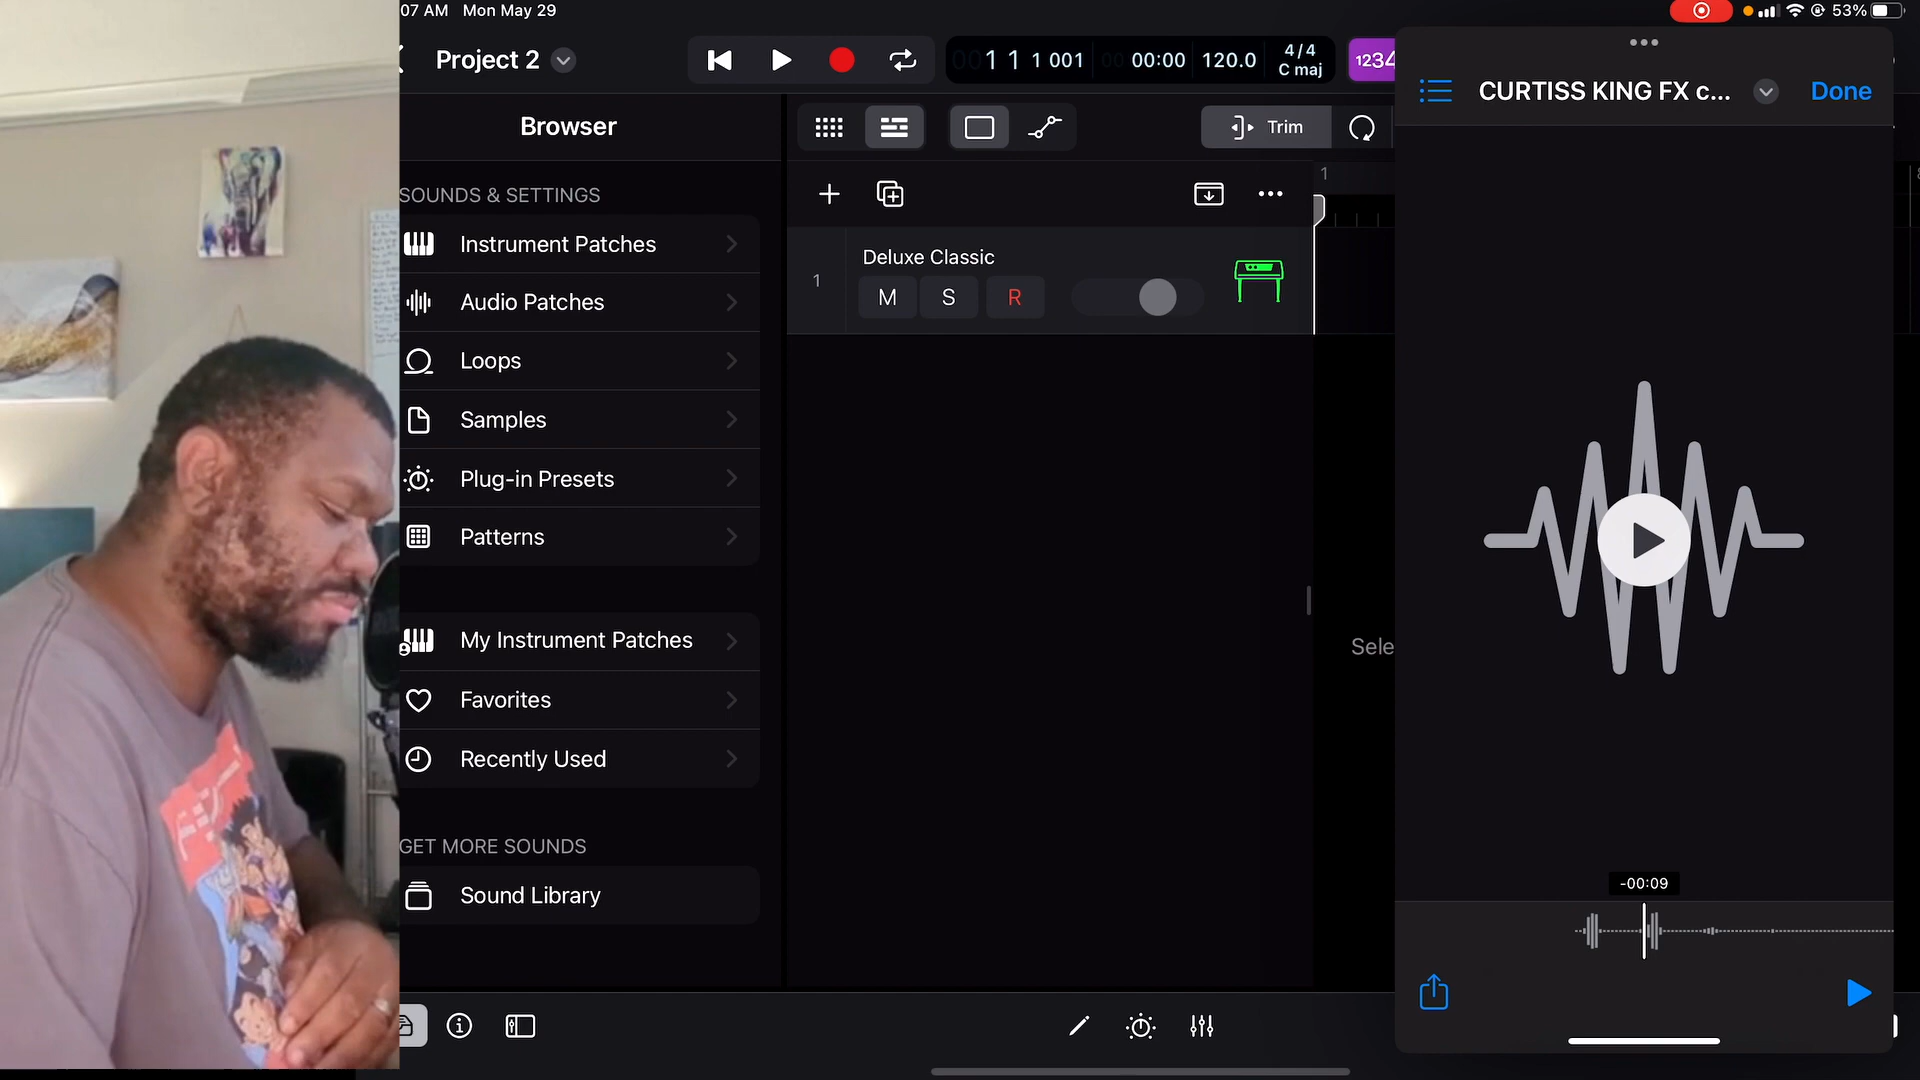 07 AM Mon May 29
53%
Project 2
1 1 1 001
00:00
120.0
4/4
C maj
1234
CURTISS KING FX c...
Done
Browser
Trim
SOUNDS & SETTINGS
1
Instrument Patches
Deluxe Classic
1
M S R
Audio Patches
Loops
Samples
Plug-in Presets
Patterns
My Instrument Patches
Sele
Favorites
Recently Used
GET MORE SOUNDS
-00:09
Sound Library